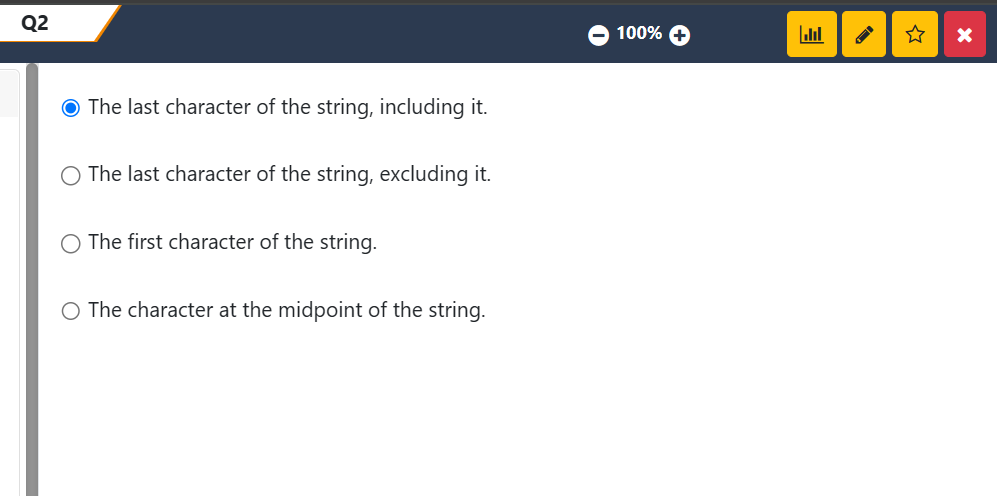 Q2
100%
The last character of the string, including it.
The last character of the string, excluding it.
The first character of the string.
The character at the midpoint of the string.